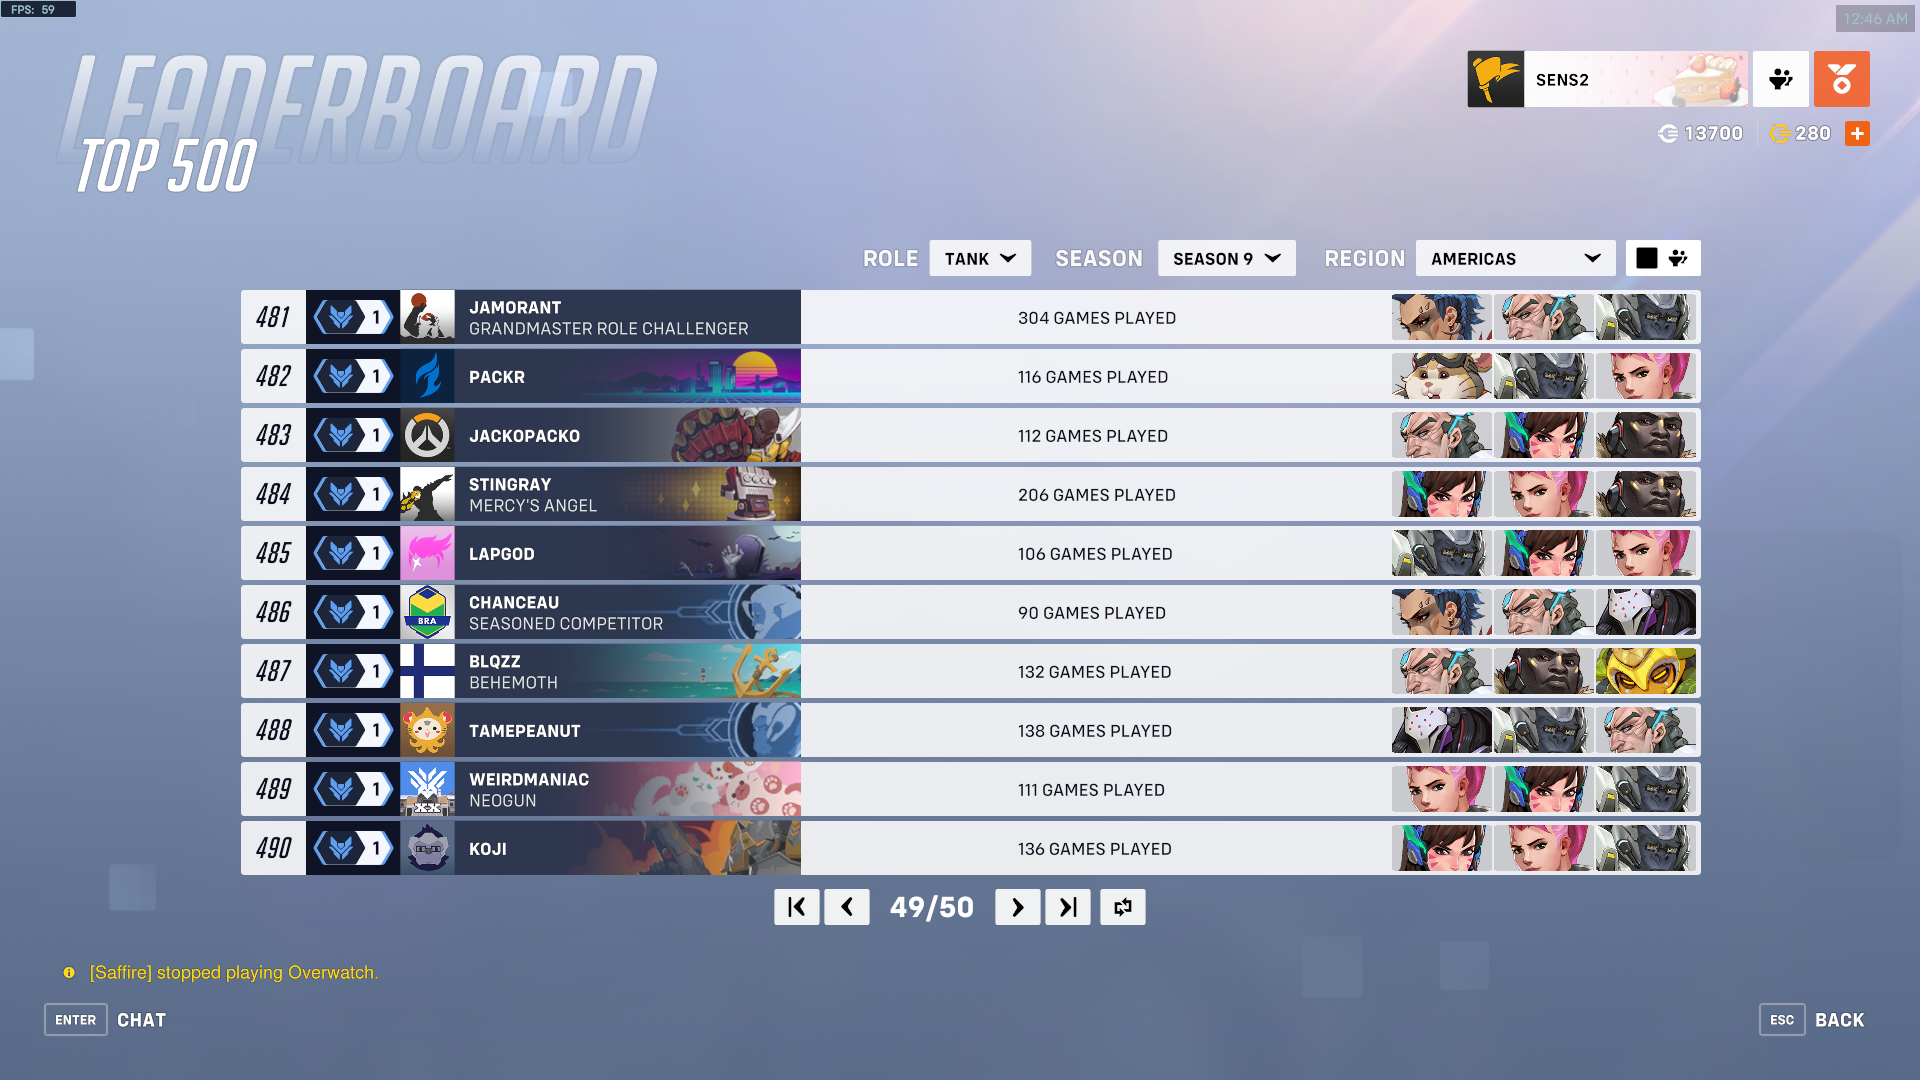 FPS: 59
12:46 AM
LEADERBOARD
TOP 500
SENS2
13700
280
ROLE TANK SEASON SEASON 9 REGION AMERICAS
481 1 JAMORANT 304 GAMES PLAYED
GRANDMASTER ROLE CHALLENGER
482 1 PACKR 116 GAMES PLAYED
483 1 JACKOPACKO 112 GAMES PLAYED
484 1 STINGRAY 206 GAMES PLAYED
MERCY'S ANGEL
485 1 LAPGOD 106 GAMES PLAYED
486 1 CHANCEAU 90 GAMES PLAYED
BRA SEASONED COMPETITOR
487 1 BLQZZ 132 GAMES PLAYED
BEHEMOTH
488 1 TAMEPEANUT 138 GAMES PLAYED
489 1 WEIRDMANIAC 111 GAMES PLAYED
NEOGUN
490 1 KOJI 136 GAMES PLAYED
49/50
[Saffire] stopped playing Overwatch.
ENTER CHAT
ESC BACK